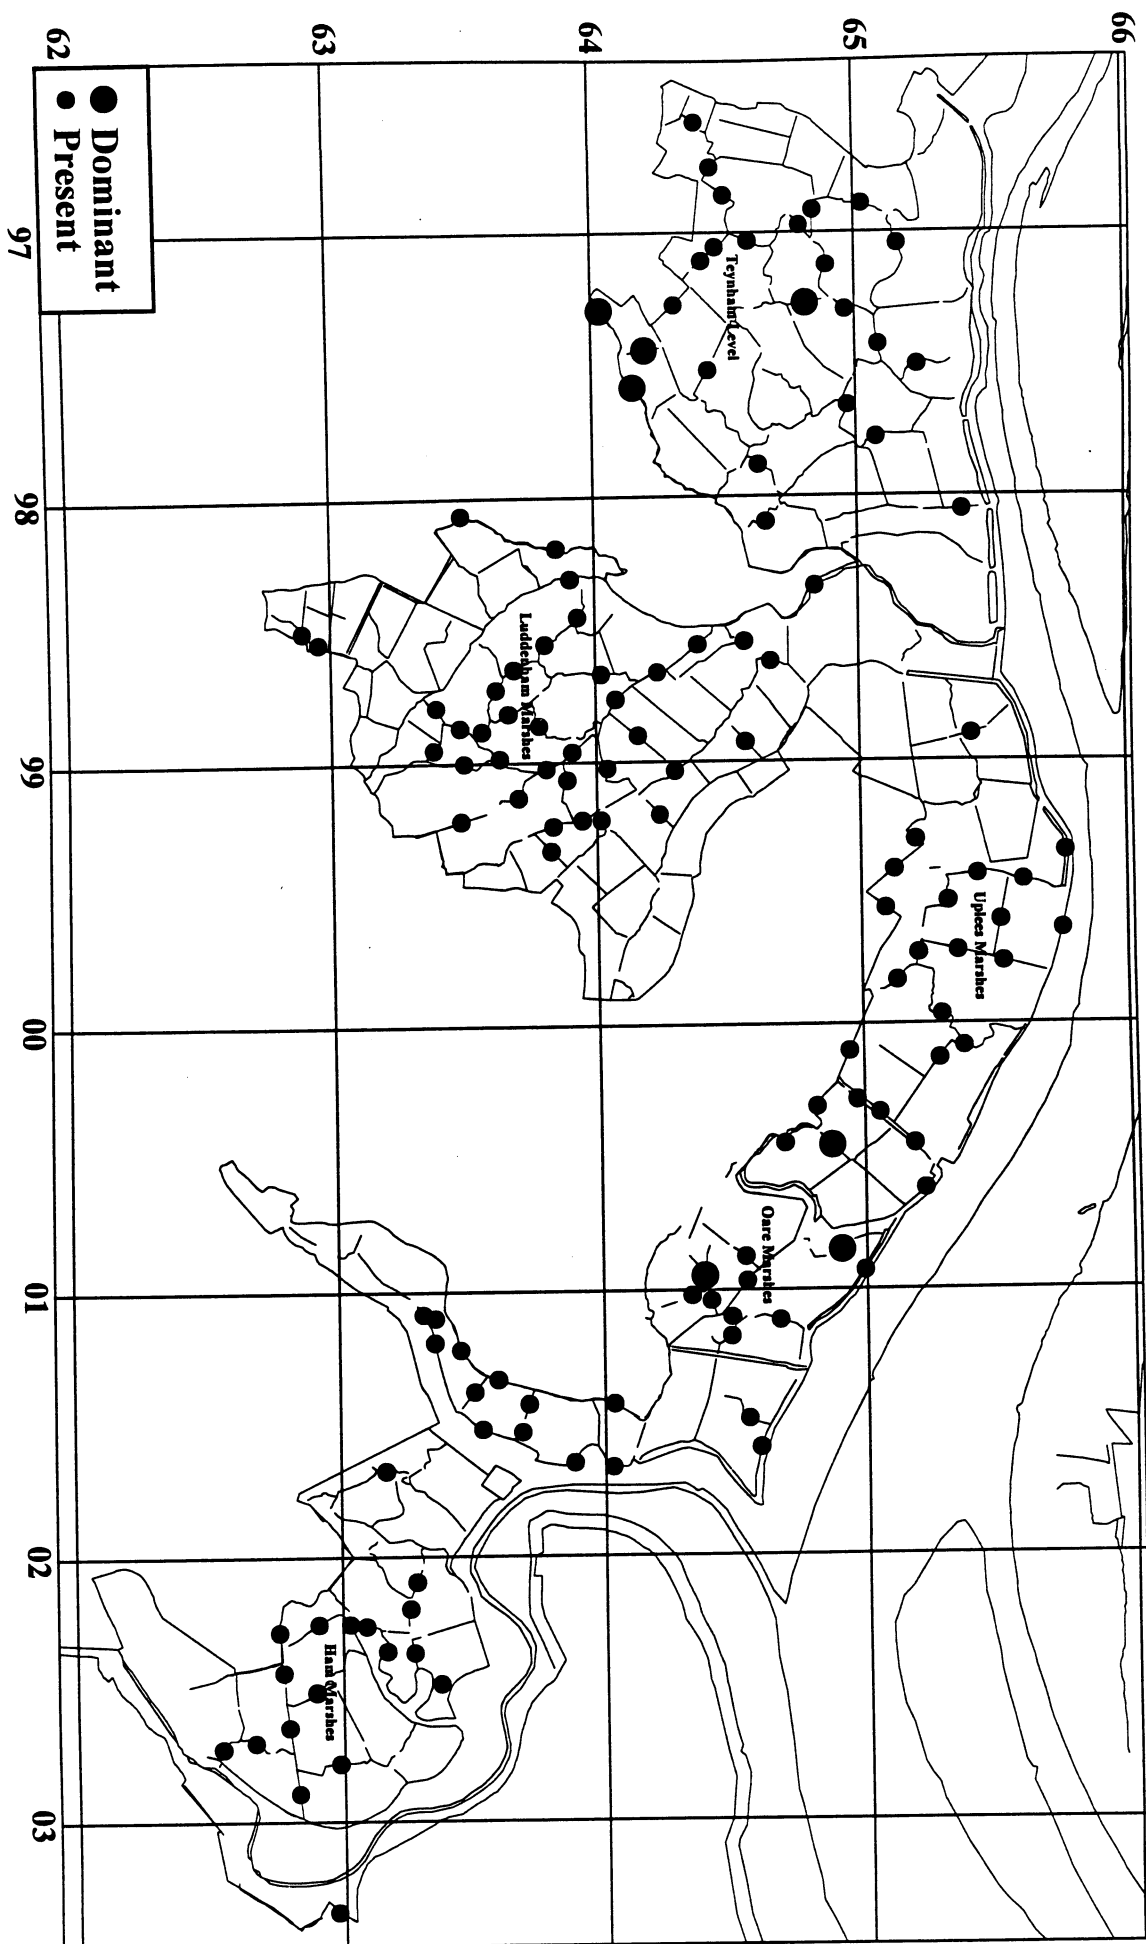 66
65
64
63
62
Dominant
Present
97
98
99
00
01
02
03
Teynham Level
Luddenham Marshes
Uplees Marshes
Oare Marshes
Ham Marshes